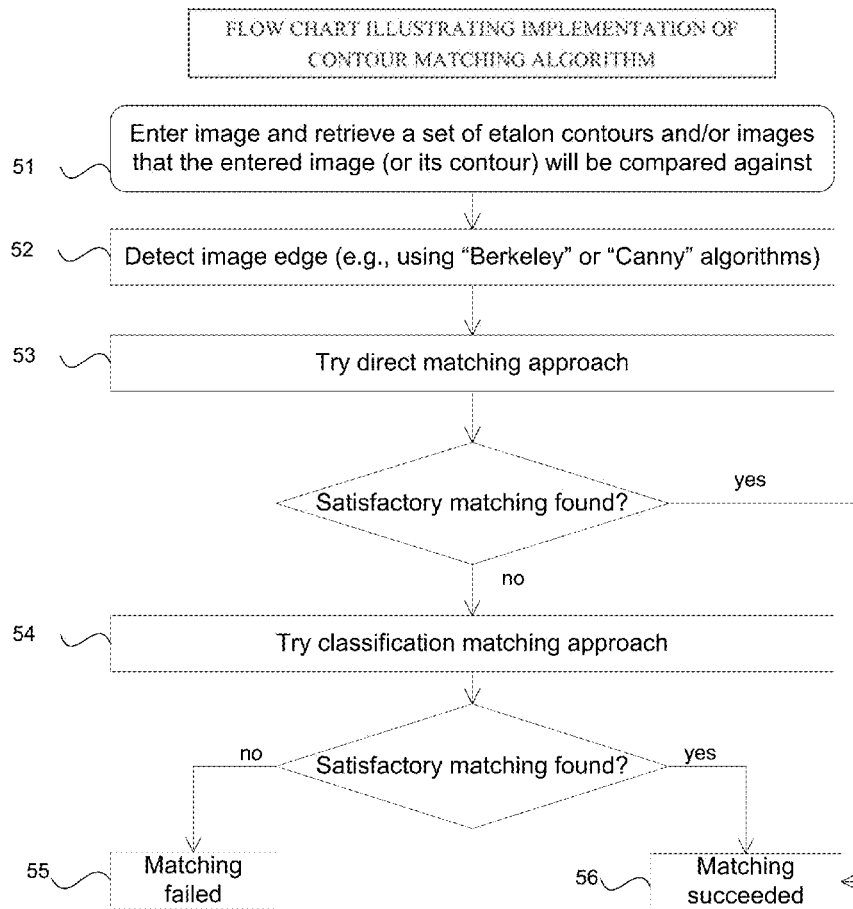 FLOW CHART ILLUSTRATING IMPLEMENTATION OF
CONTOUR MATCHING ALGORITHM
51
Enter image and retrieve a set of etalon contours and/or images
that the entered image (or its contour) will be compared against
52
Detect image edge (e.g., using “Berkeley” or “Canny” algorithms)
53
Try direct matching approach
Satisfactory matching found?
yes
no
54
Try classification matching approach
no
Satisfactory matching found?
yes
55
Matching
failed
56
Matching
succeeded